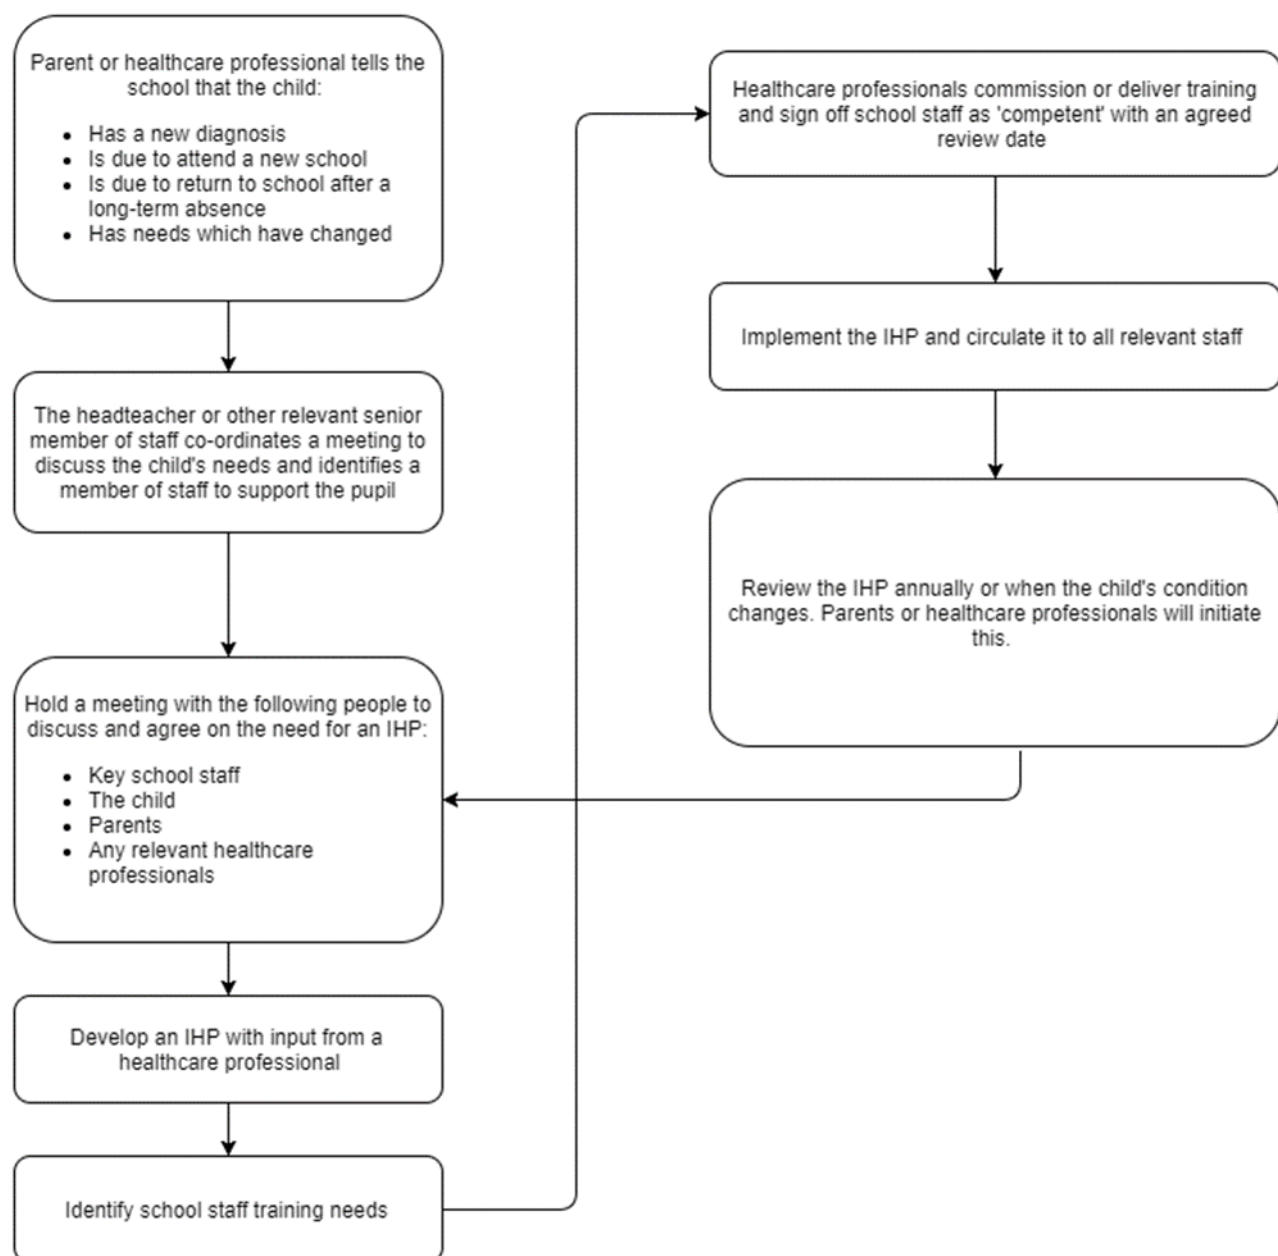 Parent or healthcare professional tells the
school that the child:
• Has a new diagnosis
• Is due to attend a new school
• Is due to return to school after a
long-term absence
• Has needs which have changed
The headteacher or other relevant senior
member of staff co-ordinates a meeting to
discuss the child's needs and identifies a
member of staff to support the pupil
Hold a meeting with the following people to
discuss and agree on the need for an IHP:
• Key school staff
• The child
• Parents
• Any relevant healthcare
professionals
Develop an IHP with input from a
healthcare professional
Identify school staff training needs
Healthcare professionals commission or deliver training
and sign off school staff as 'competent' with an agreed
review date
Implement the IHP and circulate it to all relevant staff
Review the IHP annually or when the child's condition
changes. Parents or healthcare professionals will initiate
this.